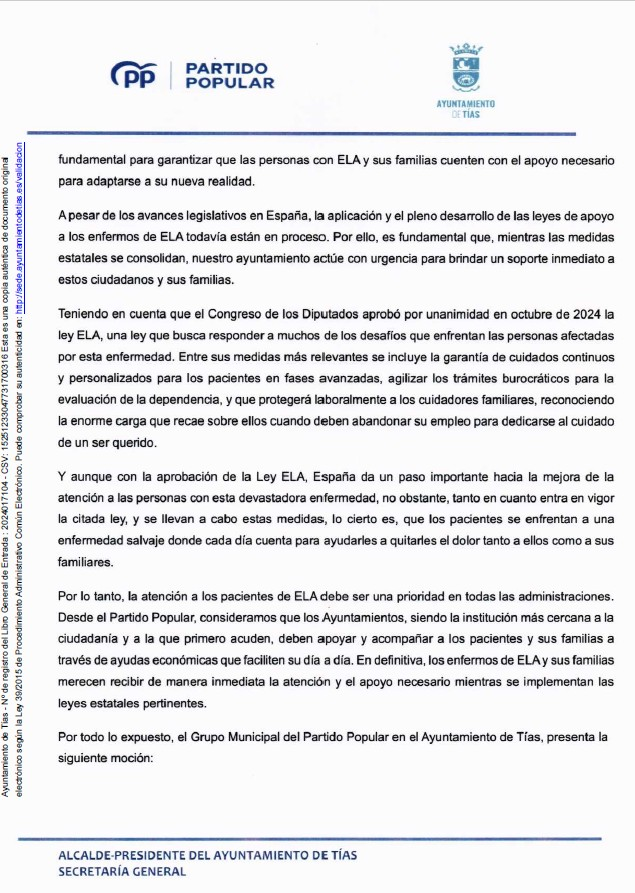 PP
PARTIDO
POPULAR
AYUNTAMIENTO
DE TÍAS
Ayuntamiento de Tías - Nº de registro del Libro General de Entrada : 2024017104 - CSV: 15251233047731700316 Esta es una copia auténtica de documento original
electrónico según la Ley 39/2015 de Procedimiento Administrativo Común Electrónico. Puede comprobar su autenticidad en: http://sede.ayuntamientodetias.es/validacion
fundamental para garantizar que las personas con ELA y sus familias cuenten con el apoyo necesario
para adaptarse a su nueva realidad.
A pesar de los avances legislativos en España, la aplicación y el pleno desarrollo de las leyes de apoyo
a los enfermos de ELA todavía están en proceso. Por ello, es fundamental que, mientras las medidas
estatales se consolidan, nuestro ayuntamiento actúe con urgencia para brindar un soporte inmediato a
estos ciudadanos y sus familias.
Teniendo en cuenta que el Congreso de los Diputados aprobó por unanimidad en octubre de 2024 la
ley ELA, una ley que busca responder a muchos de los desafíos que enfrentan las personas afectadas
por esta enfermedad. Entre sus medidas más relevantes se incluye la garantía de cuidados continuos
y personalizados para los pacientes en fases avanzadas, agilizar los trámites burocráticos para la
evaluación de la dependencia, y que protegerá laboralmente a los cuidadores familiares, reconociendo
la enorme carga que recae sobre ellos cuando deben abandonar su empleo para dedicarse al cuidado
de un ser querido.
Y aunque con la aprobación de la Ley ELA, España da un paso importante hacia la mejora de la
atención a las personas con esta devastadora enfermedad, no obstante, tanto en cuanto entra en vigor
la citada ley, y se llevan a cabo estas medidas, lo cierto es, que los pacientes se enfrentan a una
enfermedad salvaje donde cada día cuenta para ayudarles a quitarles el dolor tanto a ellos como a sus
familiares.
Por lo tanto, la atención a los pacientes de ELA debe ser una prioridad en todas las administraciones.
Desde el Partido Popular, consideramos que los Ayuntamientos, siendo la institución más cercana a la
ciudadanía y a la que primero acuden, deben apoyar y acompañar a los pacientes y sus familias a
través de ayudas económicas que faciliten su día a día. En definitiva, los enfermos de ELA y sus familias
merecen recibir de manera inmediata la atención y el apoyo necesario mientras se implementan las
leyes estatales pertinentes.
Por todo lo expuesto, el Grupo Municipal del Partido Popular en el Ayuntamiento de Tías, presenta la
siguiente moción:
ALCALDE-PRESIDENTE DEL AYUNTAMIENTO DE TÍAS
SECRETARÍA GENERAL